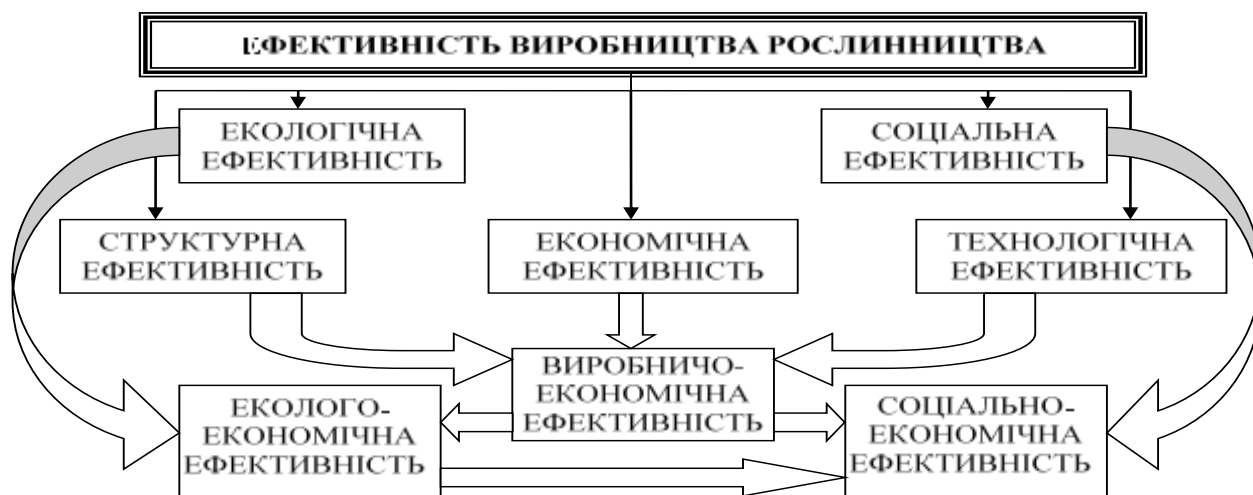 ЕФЕКТИВНІСТЬ ВИРОБНИЦТВА РОСЛИННИЦТВА
ЕКОЛОГІЧНА
ЕФЕКТИВНІСТЬ
СОЦІАЛЬНА
ЕФЕКТИВНІСТЬ
СТРУКТУРНА
ЕФЕКТИВНІСТЬ
ЕКОНОМІЧНА
ЕФЕКТИВНІСТЬ
ТЕХНОЛОГІЧНА
ЕФЕКТИВНІСТЬ
ВИРОБНИЧО-
ЕКОНОМІЧНА
ЕФЕКТИВНІСТЬ
ЕКОЛОГО-
ЕКОНОМІЧНА
ЕФЕКТИВНІСТЬ
СОЦІАЛЬНО-
ЕКОНОМІЧНА
ЕФЕКТИВНІСТЬ